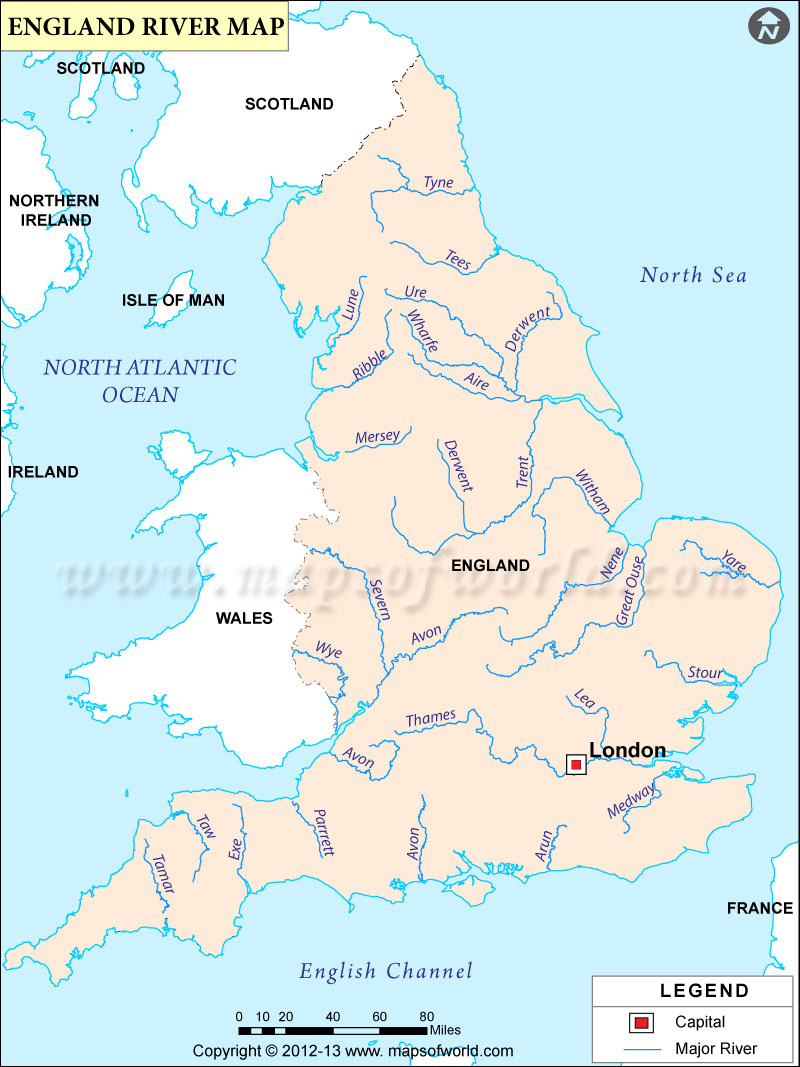 ENGLAND RIVER MAP
N
SCOTLAND
SCOTLAND
Tyne
NORTHERN
IRELAND
Tees
North Sea
ISLE OF MAN
Lune
Ure
Wharfe
Derwent
NORTH ATLANTIC
OCEAN
Ribble
Aire
Mersey
Derwent
Trent
IRELAND
Witham
ENGLAND
Nene
Yare
www.mapsofworld.com
Severn
Great Ouse
WALES
Avon
Wye
Stour
Lea
Thames
London
Avon
Medway
Parrrett
Taw
Exe
Avon
Arun
Tamar
FRANCE
English Channel
LEGEND
Capital
Major River
0 10 20 40 60 80
Miles
Copyright © 2012-13 www. mapsofworld.com